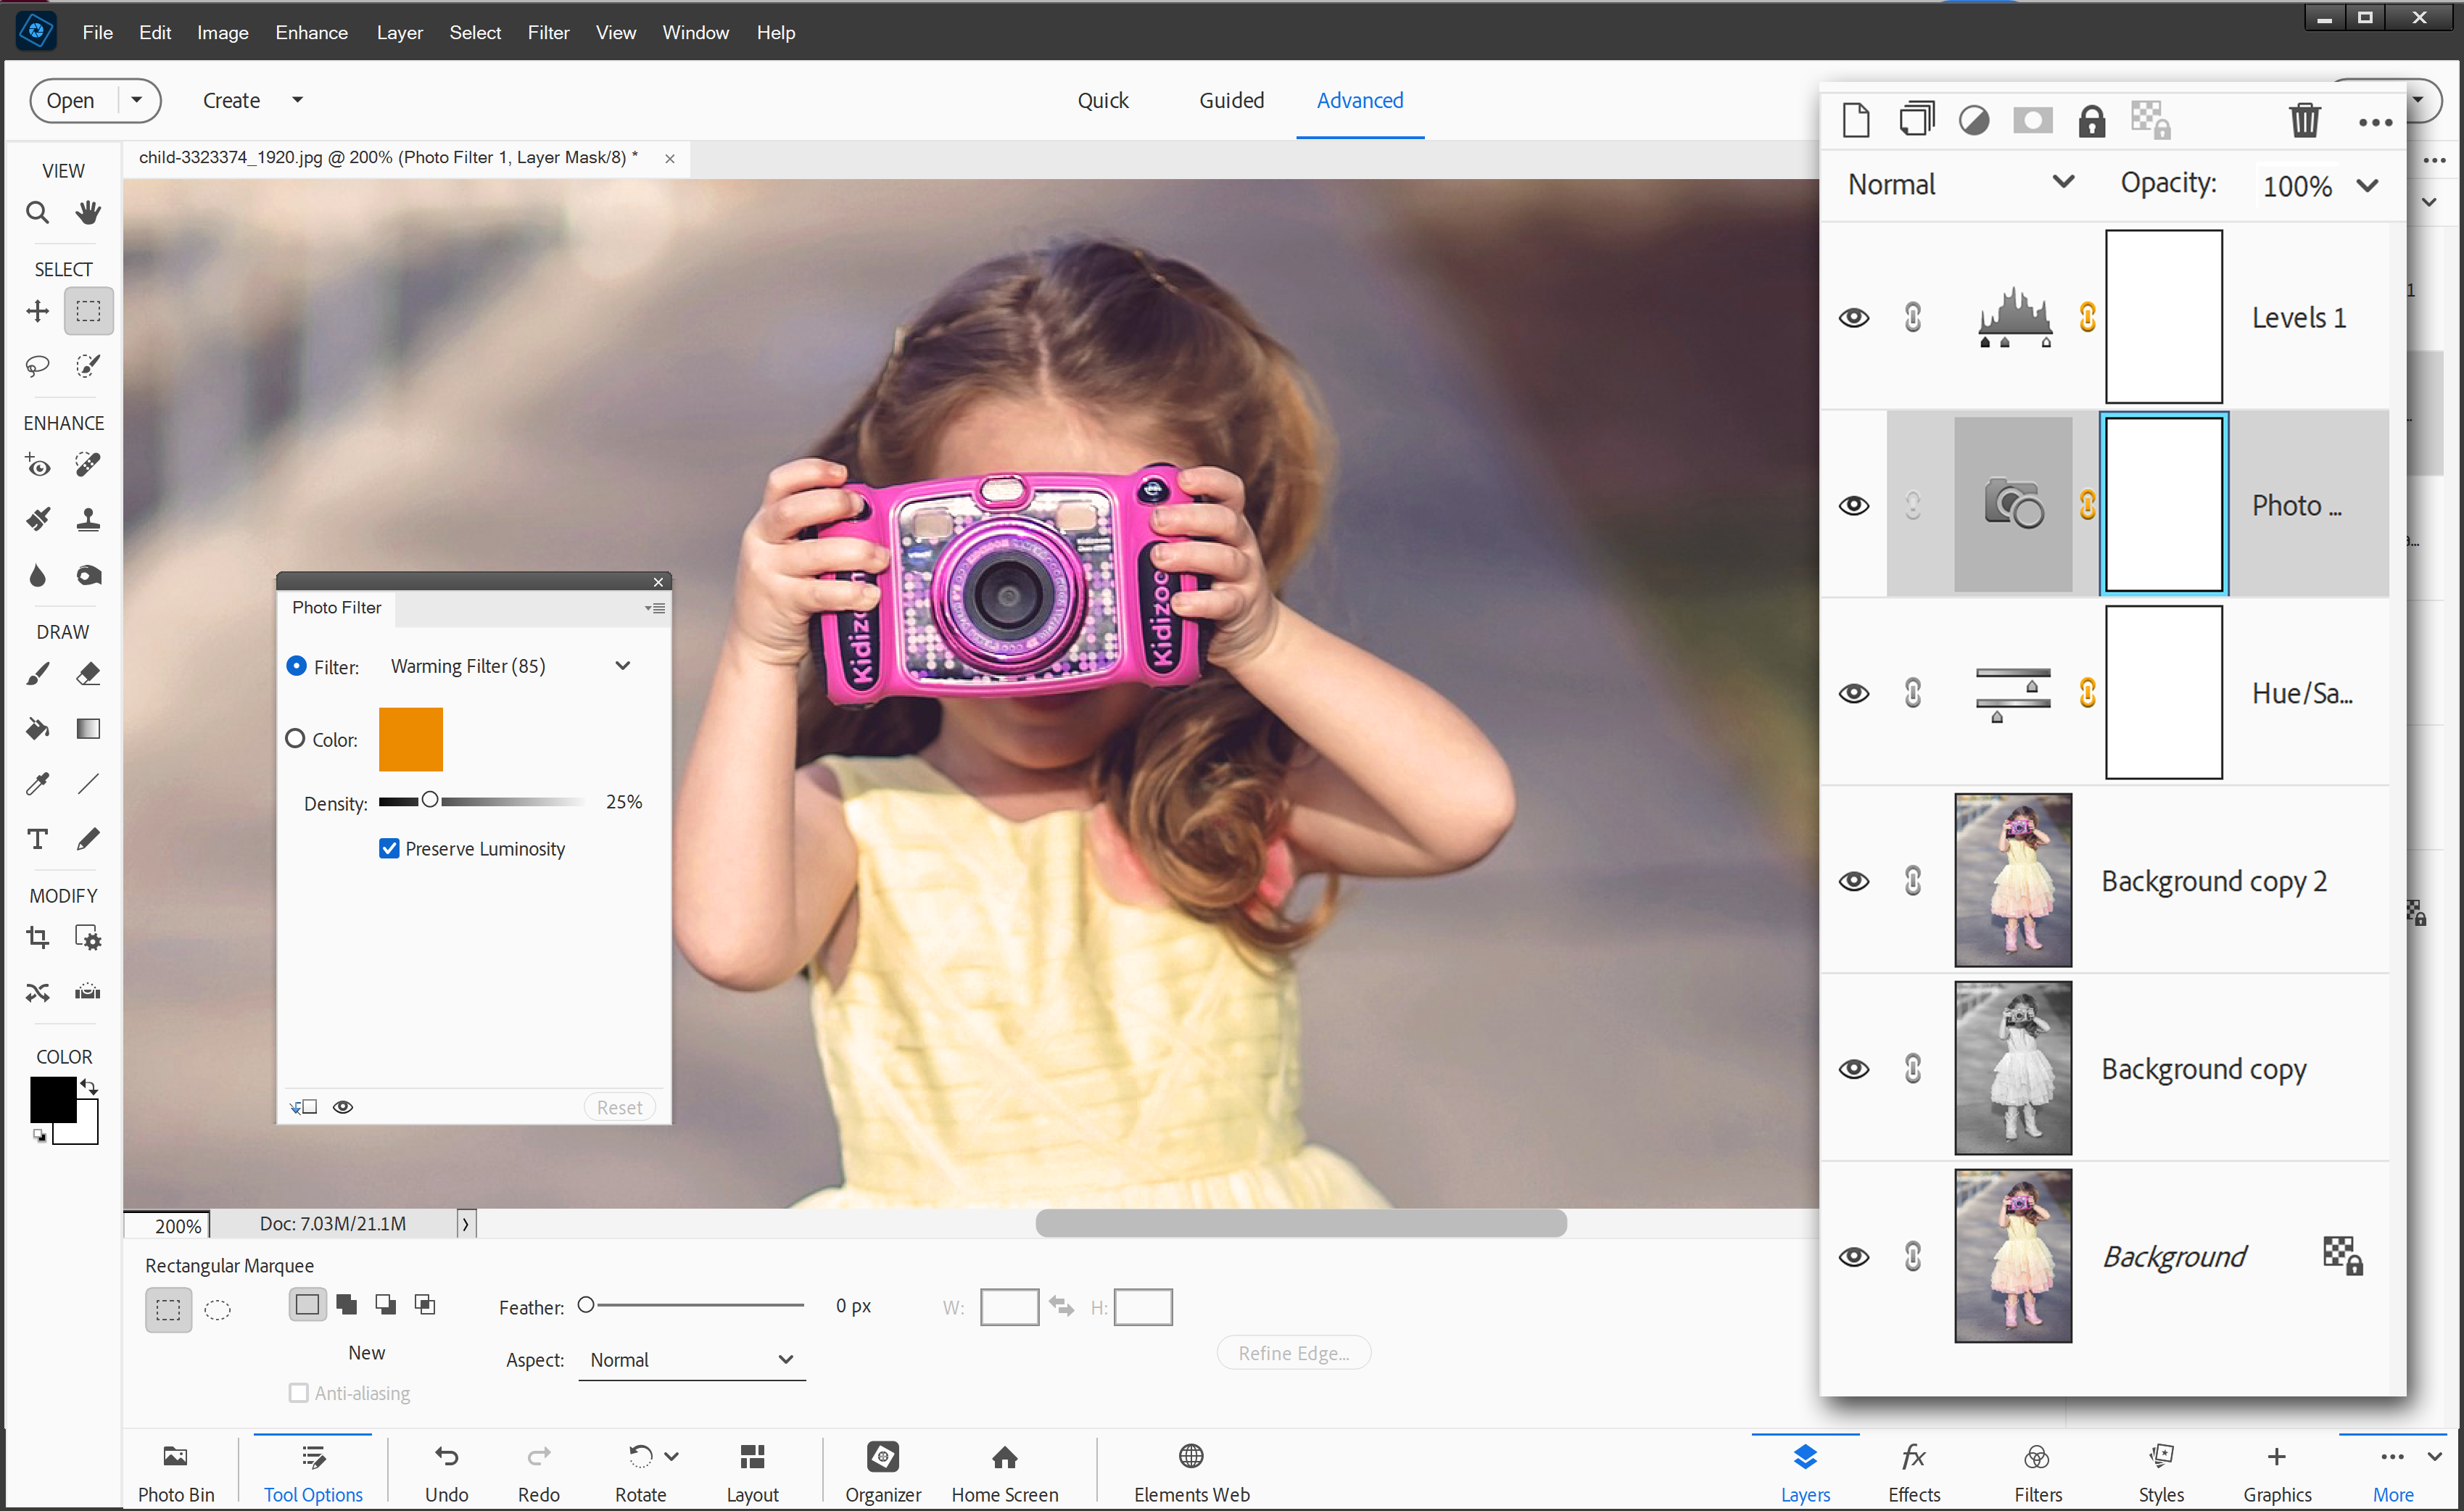 File Edit Image Enhance Layer Select Filter View Window Help
Open Create Quick Guided Advanced
child-3323374_1920.jpg @ 200% (Photo Filter 1, Layer Mask/8) *
VIEW
SELECT
ENHANCE
DRAW
MODIFY
COLOR
Kidizoom
Kidizoo
Photo Filter
Filter: Warming Filter (85)
Color:
Density: 25%
Preserve Luminosity
Reset
Normal Opacity: 100%
Levels 1
Photo ...
Hue/Sa...
Background copy 2
Background copy
Background
200% Doc: 7.03M/21.1M
Rectangular Marquee
New
Anti-aliasing
Feather: 0 px
Aspect: Normal
W: H:
Refine Edge...
Photo Bin Tool Options Undo Redo Rotate Layout Organizer Home Screen Elements Web Layers Effects Filters Styles Graphics More